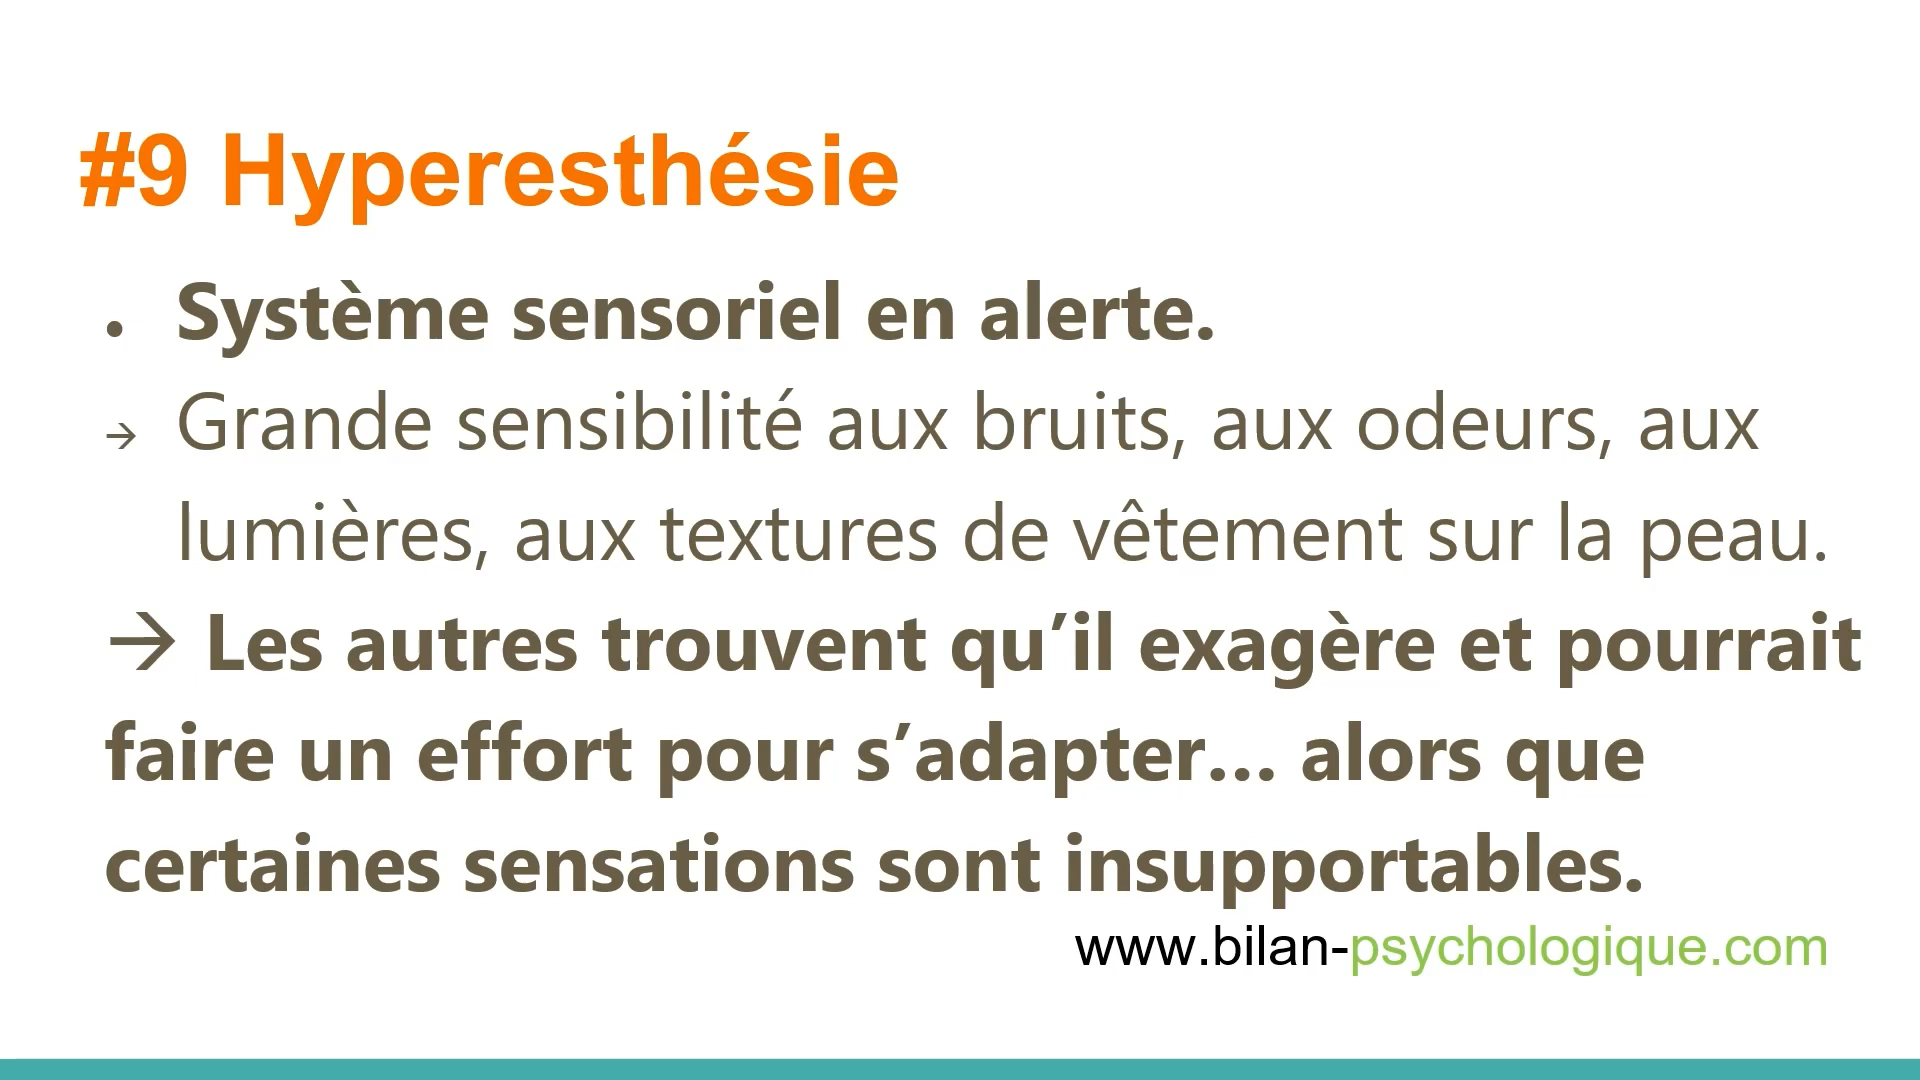 #9 Hyperesthésie
• Système sensoriel en alerte.
→ Grande sensibilité aux bruits, aux odeurs, aux
lumières, aux textures de vêtement sur la peau.
→ Les autres trouvent qu’il exagère et pourrait
faire un effort pour s’adapter… alors que
certaines sensations sont insupportables.
www.bilan-psychologique.com